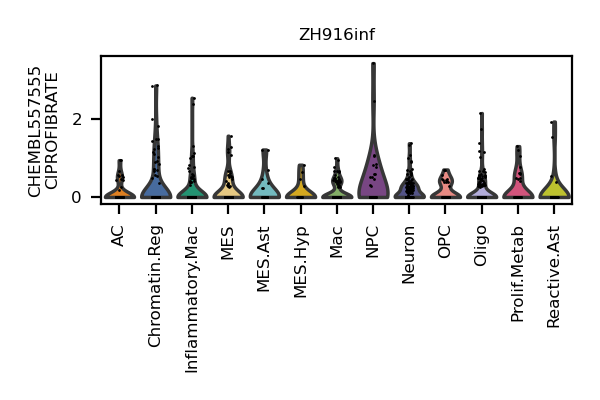 ZH916inf
CHEMBL557555
CIPROFIBRATE
2
0
AC
Chromatin.Reg
Inflammatory.Mac
MES
MES.Ast
MES.Hyp
Mac
NPC
Neuron
OPC
Oligo
Prolif.Metab
Reactive.Ast